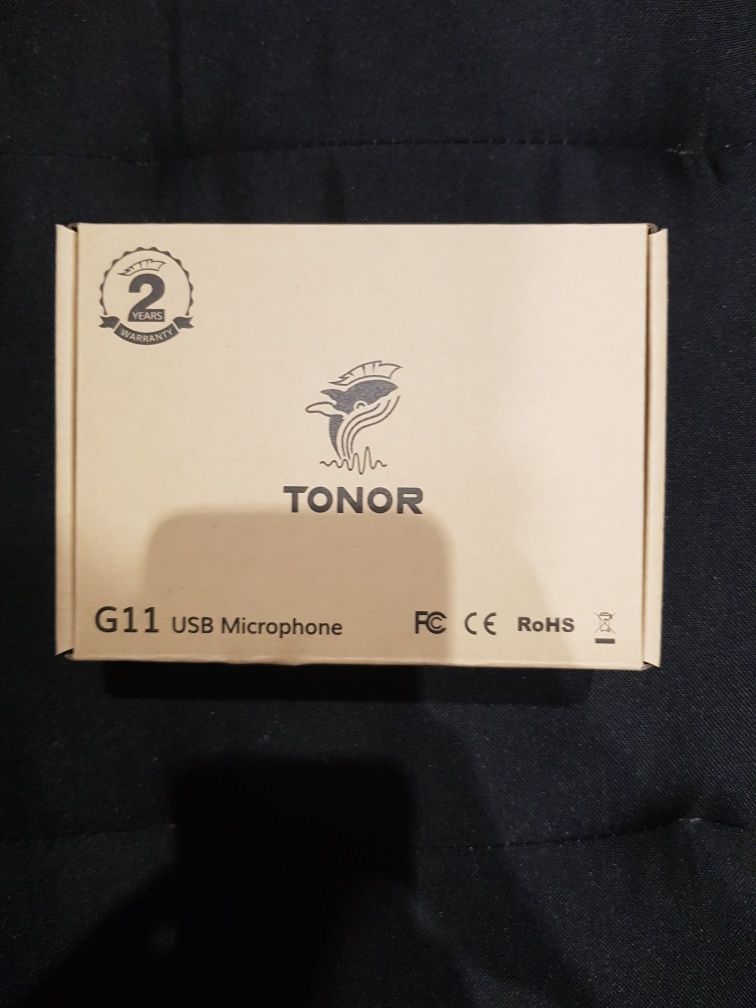 2
YEARS
WARRANTY
TONOR
G11 USB Microphone
FC CE RoHS